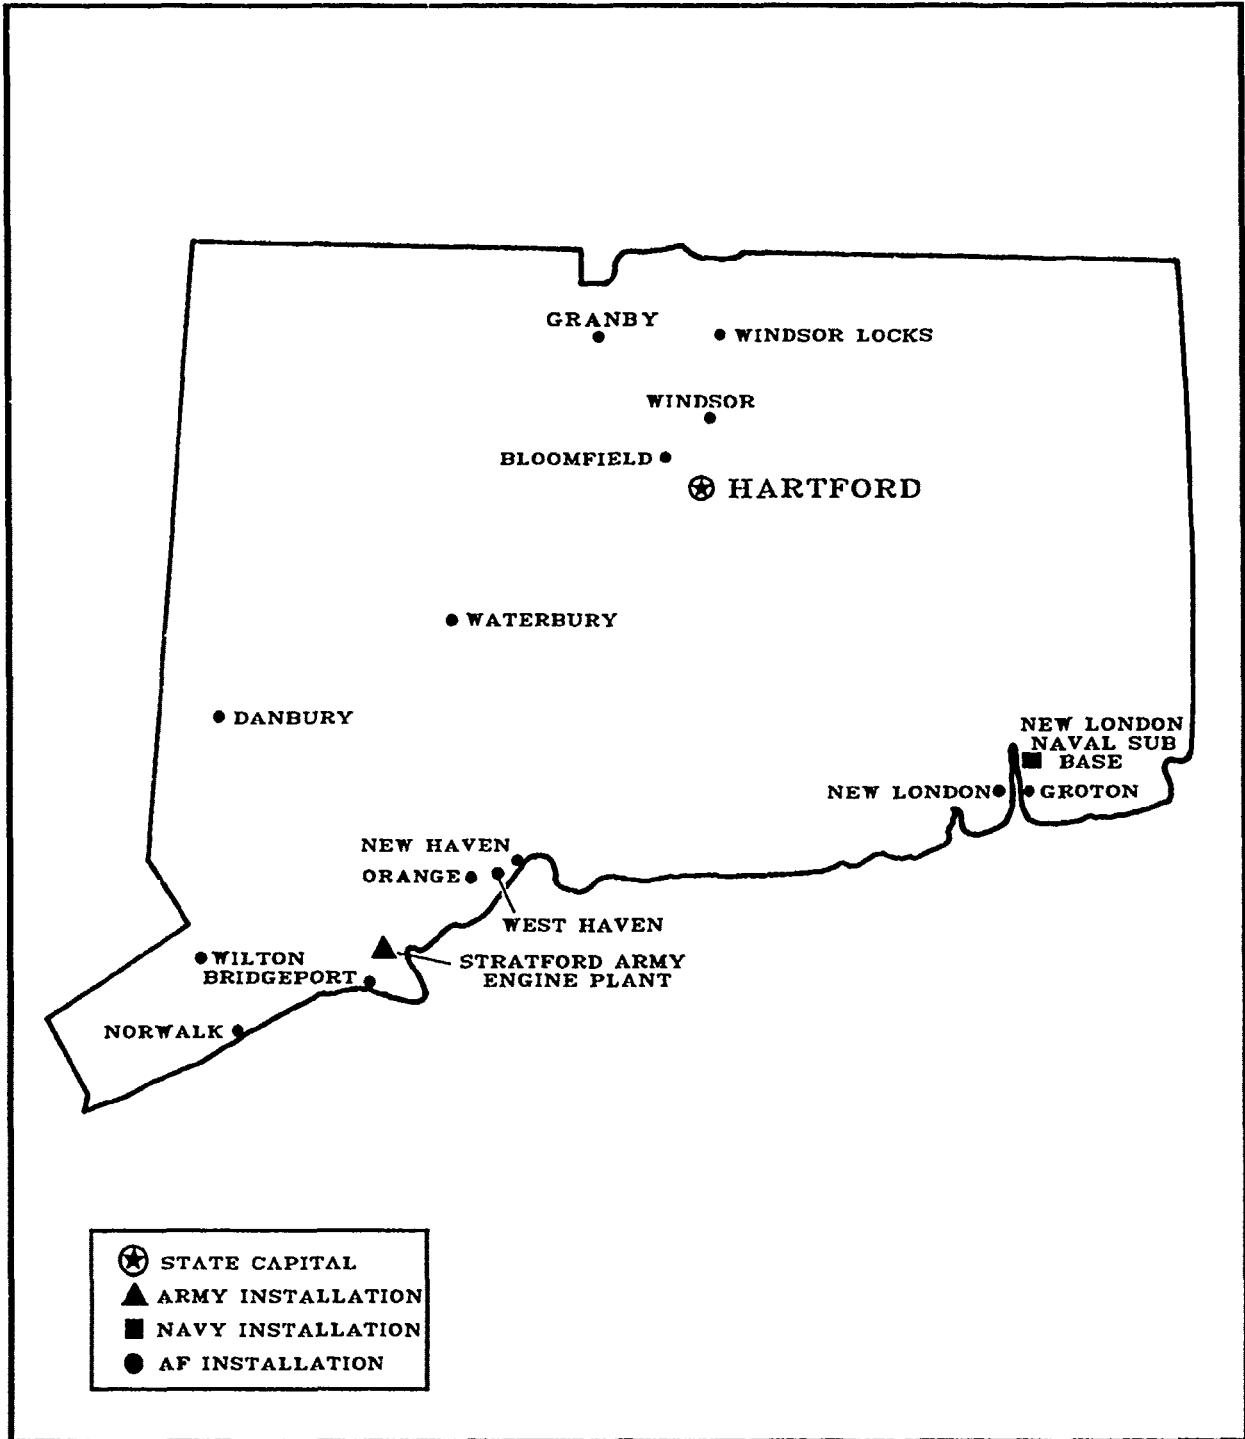 GRANBY
WINDSOR LOCKS
WINDSOR
BLOOMFIELD
HARTFORD
WATERBURY
DANBURY
NEW LONDON
NAVAL SUB
BASE
NEW LONDON
GROTON
NEW HAVEN
ORANGE
WEST HAVEN
WILTON
BRIDGEPORT
STRATFORD ARMY
ENGINE PLANT
NORWALK
STATE CAPITAL
ARMY INSTALLATION
NAVY INSTALLATION
AF INSTALLATION